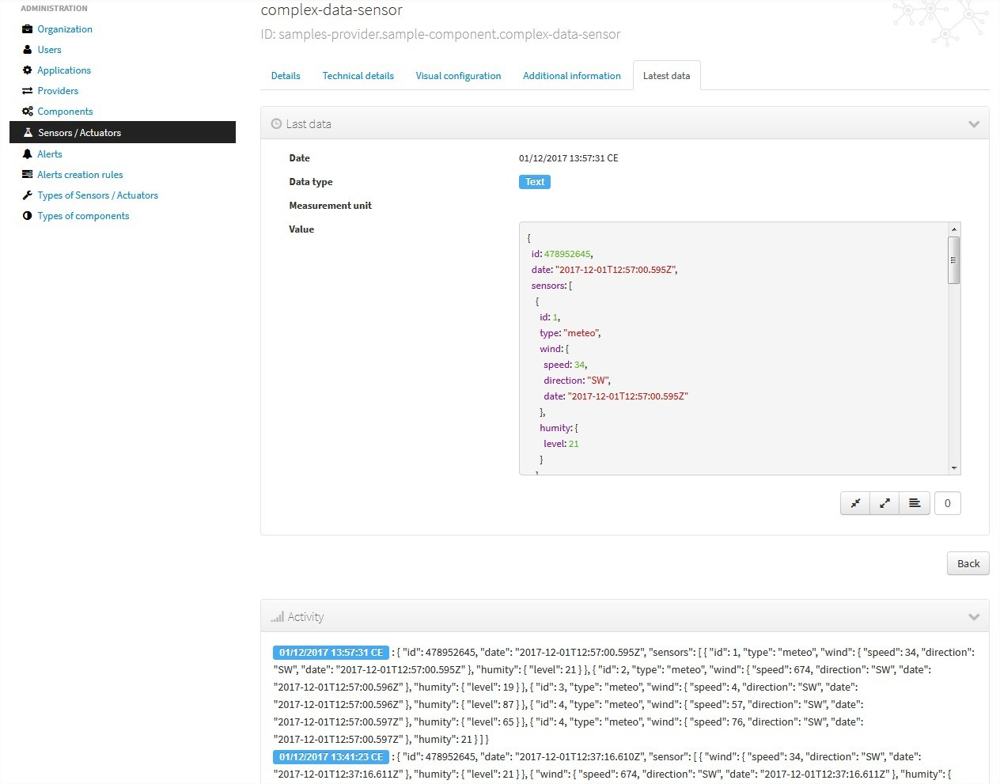 ADMINISTRATION
Organization
Users
Applications
Providers
Components
Sensors / Actuators
Alerts
Alerts creation rules
Types of Sensors / Actuators
Types of components
complex-data-sensor
ID: samples-provider.sample-component.complex-data-sensor
Details Technical details Visual configuration Additional information Latest data
Last data
Date 01/12/2017 13:57:31 CE
Data type Text
Measurement unit
Value
{
id: 478952645,
date: "2017-12-01T12:57:00.595Z",
sensors: [
{
id: 1,
type: "meteo",
wind: {
speed: 34,
direction: "SW",
date: "2017-12-01T12:57:00.595Z"
},
humity: {
level: 21
}
0
Back
Activity
01/12/2017 13:57:31 CE : { "id": 478952645, "date": "2017-12-01T12:57:00.595Z", "sensors": [ { "id": 1, "type": "meteo", "wind": { "speed": 34, "direction":
"SW", "date": "2017-12-01T12:57:00.595Z" }, "humity": { "level": 21 } }, { "id": 2, "type": "meteo", "wind": { "speed": 674, "direction": "SW", "date":
"2017-12-01T12:57:00.596Z" }, "humity": { "level": 19 } }, { "id": 3, "type": "meteo", "wind": { "speed": 4, "direction": "SW", "date":
"2017-12-01T12:57:00.596Z" }, "humity": { "level": 87 } }, { "id": 4, "type": "meteo", "wind": { "speed": 57, "direction": "SW", "date":
"2017-12-01T12:57:00.597Z" }, "humity": { "level": 65 } }, { "id": 4, "type": "meteo", "wind": { "speed": 76, "direction": "SW", "date":
"2017-12-01T12:57:00.597Z" }, "humity": 21 } ] }
01/12/2017 13:41:23 CE : { "id": 478952645, "date": "2017-12-01T12:37:16.610Z", "sensor": [ { "wind": { "speed": 34, "direction": "SW", "date":
"2017-12-01T12:37:16.611Z" }, "humity": { "level": 21 } }, { "wind": { "speed": 674, "direction": "SW", "date": "2017-12-01T12:37:16.611Z" }, "humity": {